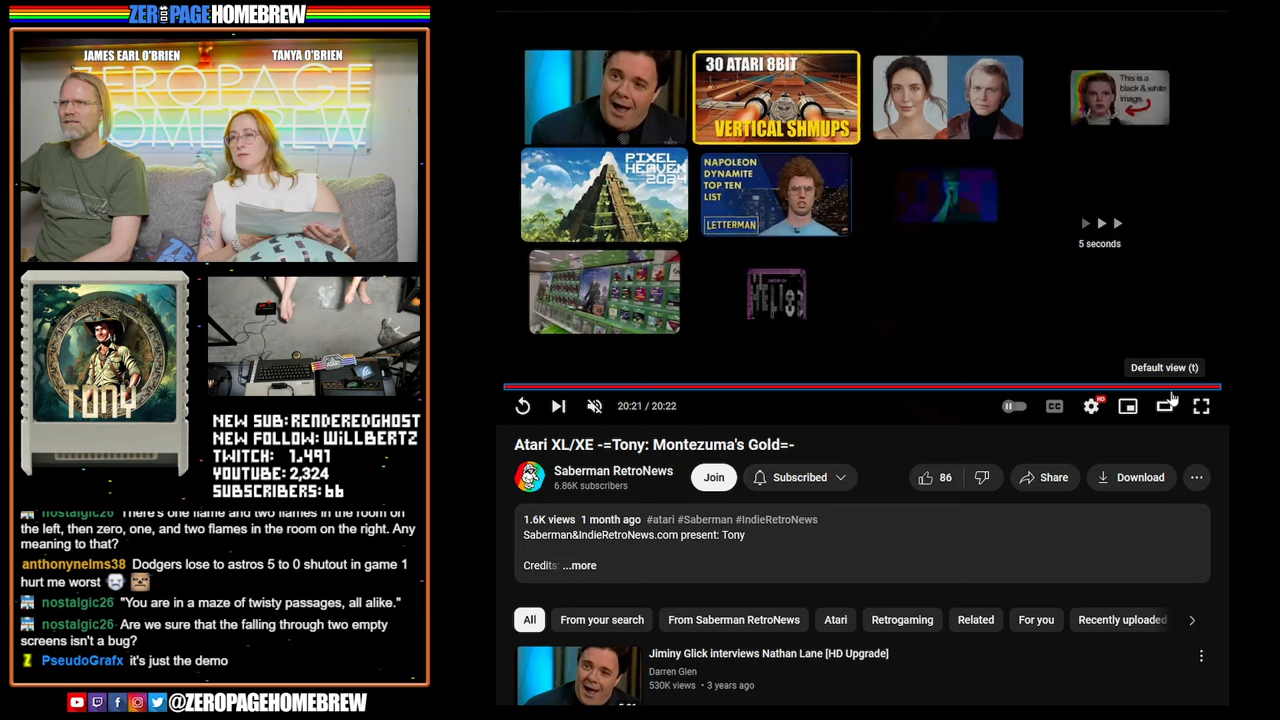 ZEROPAGEHOMEBREW
JAMES EARL O'BRIEN
TANYA O'BRIEN
ZEROPAGE
HOMEBREW
TONY
NEW SUB: RENDEREDGHOST
NEW FOLLOW: WILLBERTZ
TWITCH: 1,491
YOUTUBE: 2,324
SUBSCRIBERS: 66
nostalgic26 There's one flame and two flames in the room on
the left, then zero, one, and two flames in the room on the right. Any
meaning to that?
anthonynelms38 Dodgers lose to astros 5 to 0 shutout in game 1
hurt me worst
nostalgic26 "You are in a maze of twisty passages, all alike."
nostalgic26 Are we sure that the falling through two empty
screens isn't a bug?
PseudoGrafx it's just the demo
@ZEROPAGEHOMEBREW
30 ATARI 8BIT
VERTICAL SHMUPS
This is a
black & white
image.
PIXEL
HEAVEN
2024
NAPOLEON
DYNAMITE
TOP TEN
LIST
LETTERMAN
5 seconds
Default view (t)
20:21 / 20:22
CC
HD
Atari XL/XE -=Tony: Montezuma's Gold=-
Saberman RetroNews
6.86K subscribers
Join
Subscribed
86
Share
Download
1.6K views 1 month ago #atari #Saberman #IndieRetroNews
Saberman&IndieRetroNews.com present: Tony
Credits: ...more
All
From your search
From Saberman RetroNews
Atari
Retrogaming
Related
For you
Recently uploaded
Jiminy Glick interviews Nathan Lane [HD Upgrade]
Darren Glen
530K views • 3 years ago